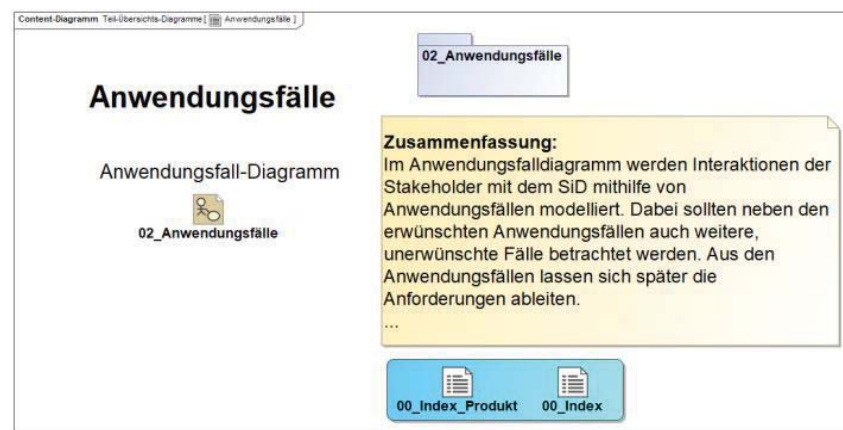 Content-Diagramm Teil-Übersichts-Diagramme [ Anwendungsfälle ]
02_Anwendungsfälle
Anwendungsfälle
Zusammenfassung:
Im Anwendungsfalldiagramm werden Interaktionen der
Stakeholder mit dem SiD mithilfe von
Anwendungsfällen modelliert. Dabei sollten neben den
erwünschten Anwendungsfällen auch weitere,
unerwünschte Fälle betrachtet werden. Aus den
Anwendungsfällen lassen sich später die
Anforderungen ableiten.
...
Anwendungsfall-Diagramm
02_Anwendungsfälle
00_Index_Produkt 00_Index